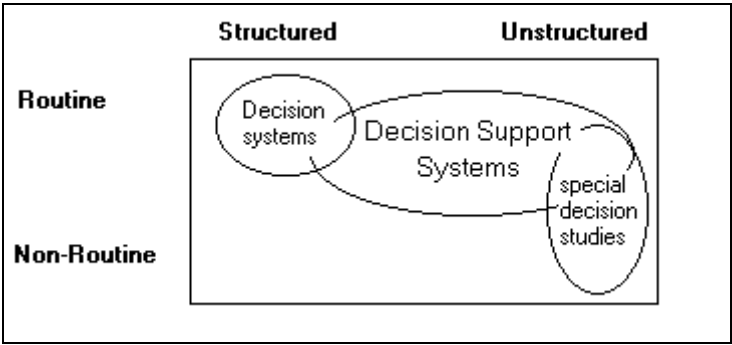 Structured Unstructured
Routine
Decision
systems
Decision Support
Systems
special
decision
studies
Non-Routine